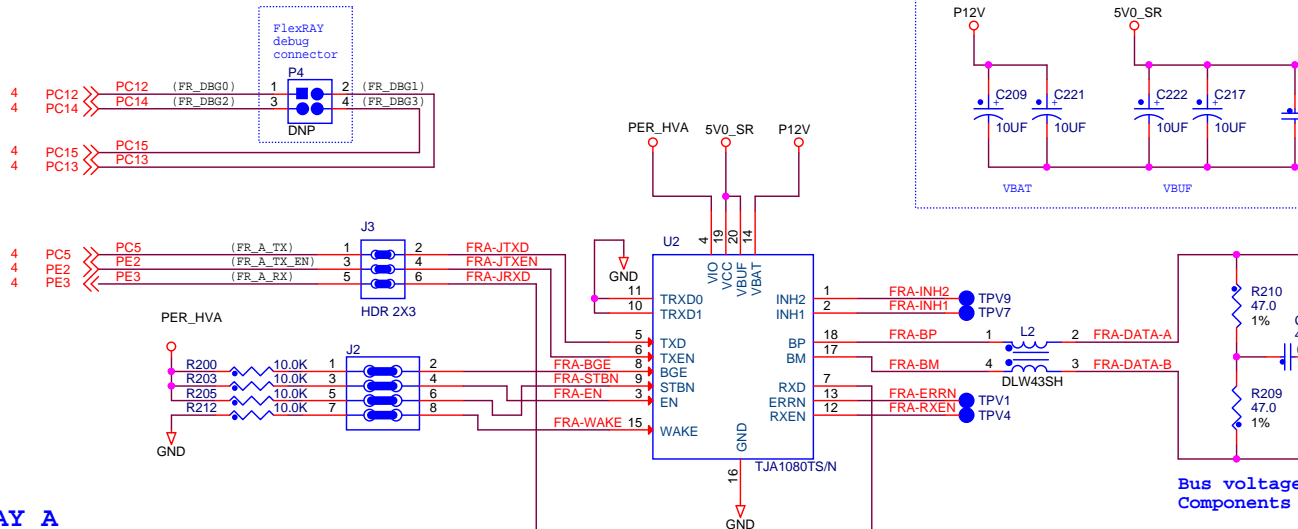 FlexRAY
debug
connector
P4
4 PC12 PC12 (FR_DBG0) 1 2 (FR_DBG1)
4 PC14 PC14 (FR_DBG2) 3 4 (FR_DBG3)
DNP
4 PC15 PC15
4 PC13 PC13
P12V 5V0_SR
C209 C221 C222 C217
+ + + +
10UF 10UF 10UF 10UF
VBAT VBUF
PER_HVA 5V0_SR P12V
J3
4 PC5 PC5 (FR_A_TX) 1 2 FRA-JTXD
4 PE2 PE2 (FR_A_TX_EN) 3 4 FRA-JTXEN
4 PE3 PE3 (FR_A_RX) 5 6 FRA-JRXD
HDR 2X3
GND
U2
4 19 20 14
VIO VCC VBUF VBAT
11 TRXD0
10 TRXD1
5 TXD
6 TXEN
8 BGE
9 STBN
3 EN
15 WAKE
INH2 1 FRA-INH2 TPV9
INH1 2 FRA-INH1 TPV7
BP 18 FRA-BP 1 L2 2 FRA-DATA-A
BM 17 FRA-BM 4 3 FRA-DATA-B
DLW43SH
RXD 7
ERRN 13 FRA-ERRN TPV1
RXEN 12 FRA-RXEN TPV4
GND
16
TJA1080TS/N
GND
PER_HVA
J2
R200 10.0K 1 2 FRA-BGE
R203 10.0K 3 4 FRA-STBN
R205 10.0K 5 6 FRA-EN
R212 10.0K 7 8 FRA-WAKE
GND
R210
47.0
1%
C
4
R209
47.0
1%
Bus voltage
Components
AY A